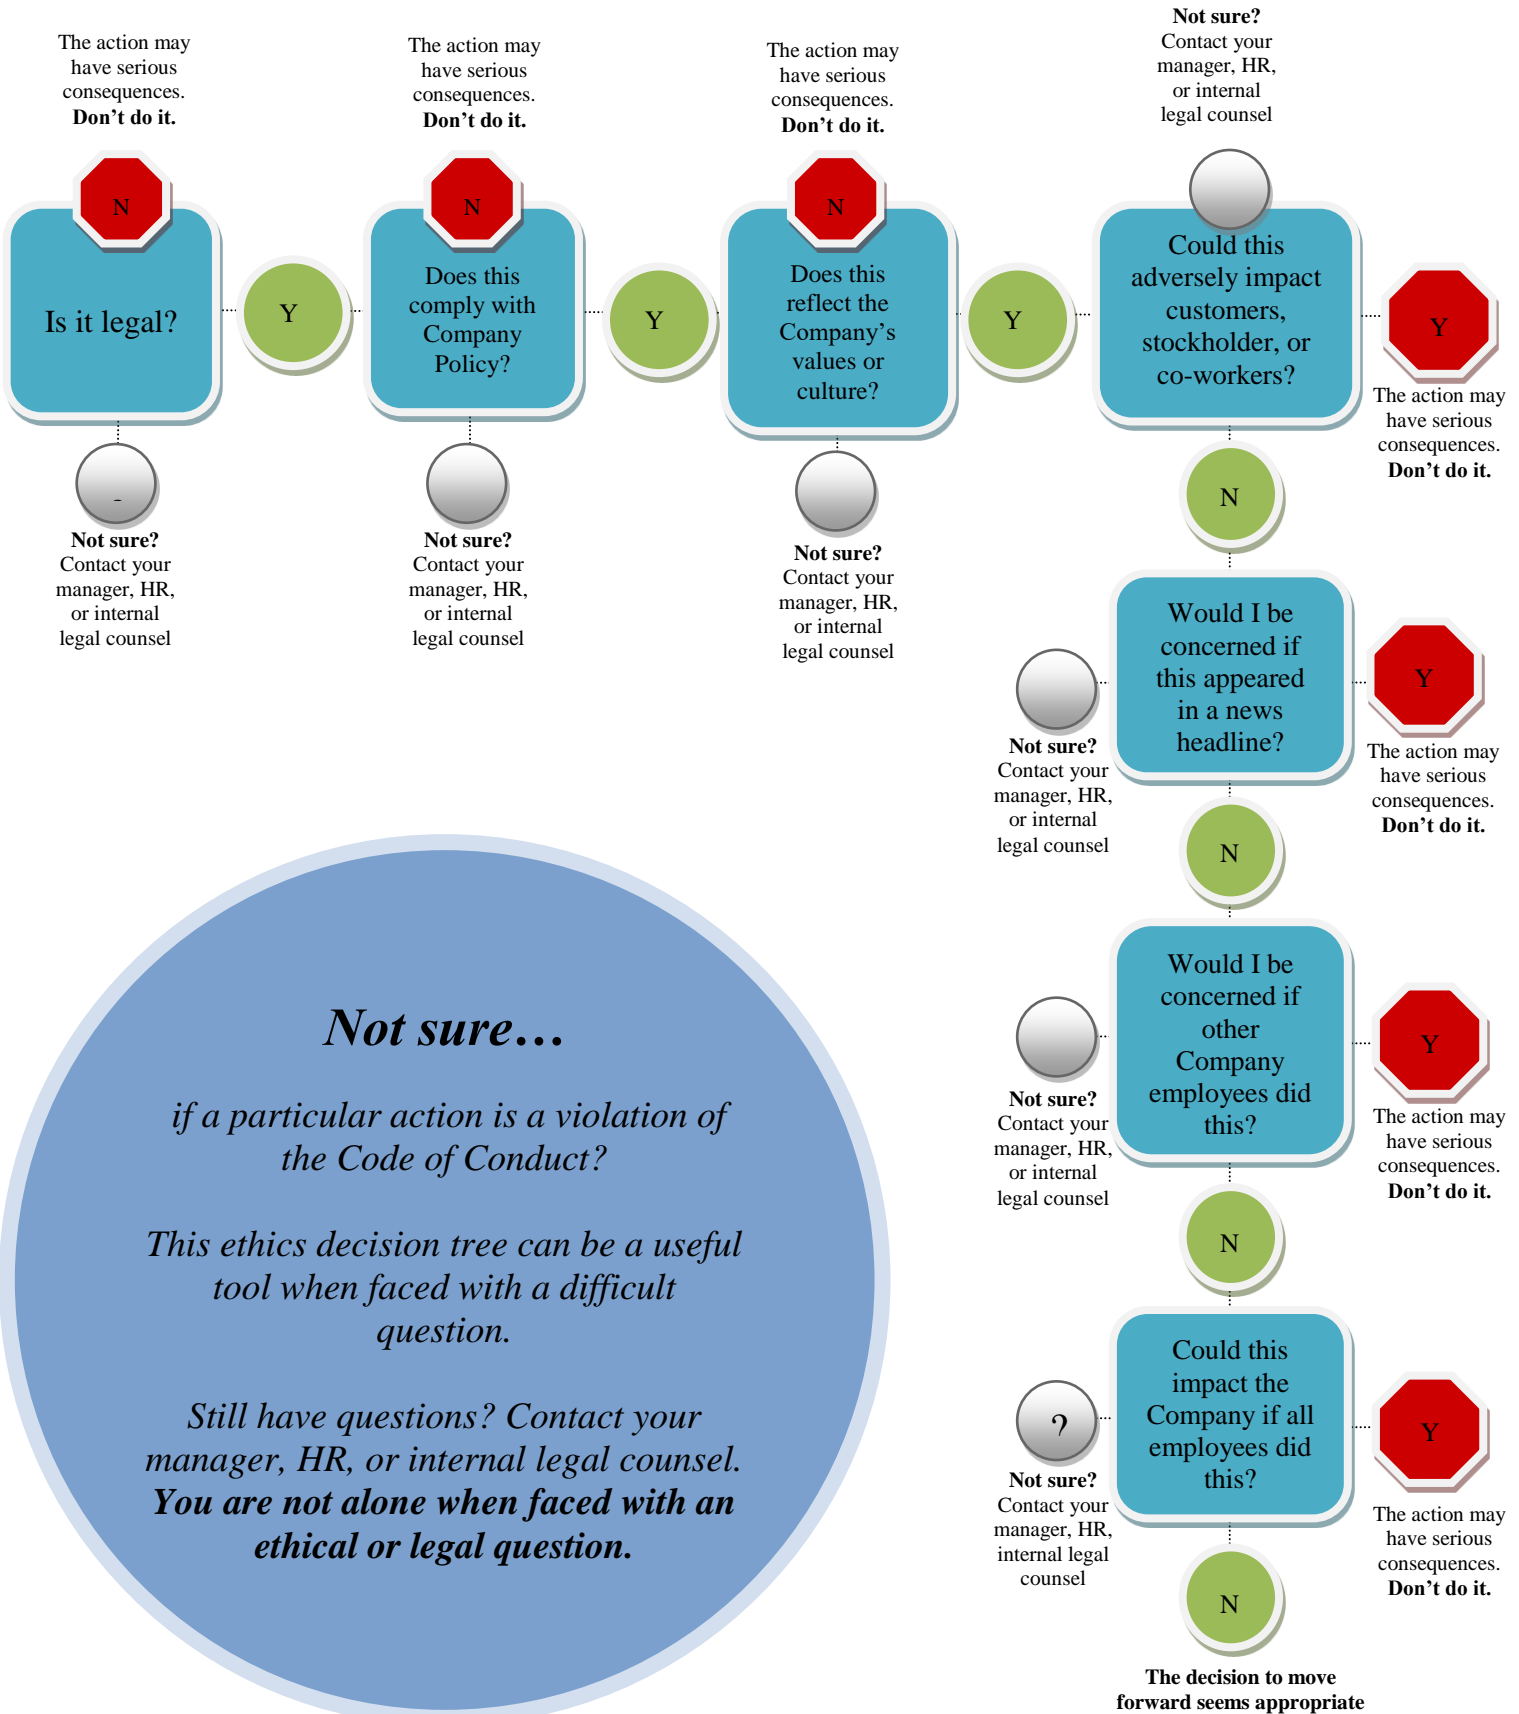 The action may
have serious
consequences.
Don't do it.
N
Is it legal?
Not sure?
Contact your
manager, HR,
or internal
legal counsel
Y
The action may
have serious
consequences.
Don't do it.
N
Does this
comply with
Company
Policy?
Not sure?
Contact your
manager, HR,
or internal
legal counsel
Y
The action may
have serious
consequences.
Don't do it.
N
Does this
reflect the
Company's
values or
culture?
Not sure?
Contact your
manager, HR,
or internal
legal counsel
Y
Not sure?
Contact your
manager, HR,
or internal
legal counsel
Could this
adversely impact
customers,
stockholder, or
co-workers?
Y
The action may
have serious
consequences.
Don't do it.
N
Would I be
concerned if
this appeared
in a news
headline?
Not sure?
Contact your
manager, HR,
or internal
legal counsel
Y
The action may
have serious
consequences.
Don't do it.
N
Would I be
concerned if
other
Company
employees did
this?
Not sure?
Contact your
manager, HR,
or internal
legal counsel
Y
The action may
have serious
consequences.
Don't do it.
N
Could this
impact the
Company if all
employees did
this?
?
Not sure?
Contact your
manager, HR,
internal legal
counsel
Y
The action may
have serious
consequences.
Don't do it.
N
The decision to move
forward seems appropriate
Not sure…
if a particular action is a violation of
the Code of Conduct?
This ethics decision tree can be a useful
tool when faced with a difficult
question.
Still have questions? Contact your
manager, HR, or internal legal counsel.
You are not alone when faced with an
ethical or legal question.